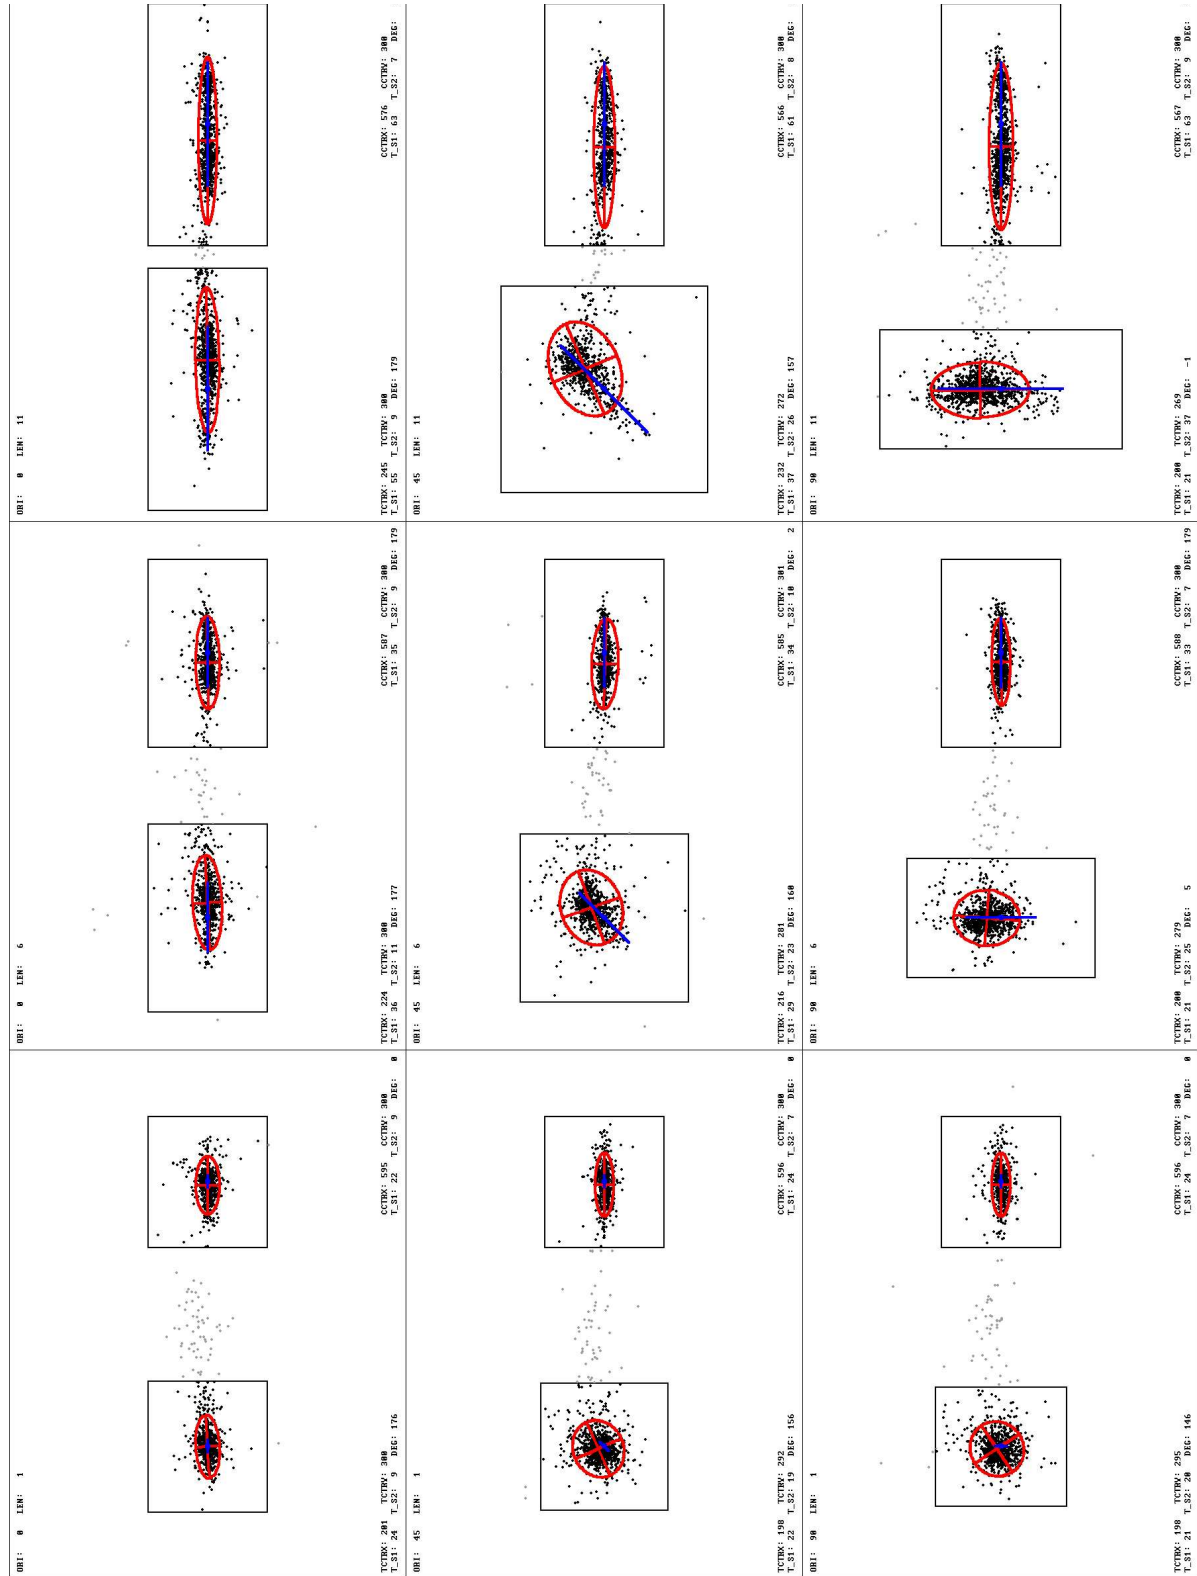 ORI: 0 LEN: 1
TCTRX: 201 TCTRY: 300 CCTRX: 595 CCTRY: 300
T_S1: 24 T_S2: 9 DEG: 176 T_S1: 22 T_S2: 9 DEG: 0
ORI: 0 LEN: 6
TCTRX: 224 TCTRY: 300 CCTRX: 587 CCTRY: 300
T_S1: 36 T_S2: 11 DEG: 177 T_S1: 35 T_S2: 9 DEG: 179
ORI: 0 LEN: 11
TCTRX: 245 TCTRY: 300 CCTRX: 576 CCTRY: 300
T_S1: 55 T_S2: 9 DEG: 179 T_S1: 63 T_S2: 7 DEG:
ORI: 45 LEN: 1
TCTRX: 198 TCTRY: 292 CCTRX: 596 CCTRY: 300
T_S1: 22 T_S2: 19 DEG: 156 T_S1: 24 T_S2: 7 DEG: 0
ORI: 45 LEN: 6
TCTRX: 216 TCTRY: 281 CCTRX: 585 CCTRY: 301
T_S1: 29 T_S2: 23 DEG: 160 T_S1: 34 T_S2: 10 DEG: 2
ORI: 45 LEN: 11
TCTRX: 232 TCTRY: 272 CCTRX: 566 CCTRY: 300
T_S1: 37 T_S2: 26 DEG: 157 T_S1: 61 T_S2: 8 DEG:
ORI: 90 LEN: 1
TCTRX: 198 TCTRY: 295 CCTRX: 596 CCTRY: 300
T_S1: 21 T_S2: 20 DEG: 146 T_S1: 24 T_S2: 7 DEG: 0
ORI: 90 LEN: 6
TCTRX: 200 TCTRY: 279 CCTRX: 588 CCTRY: 300
T_S1: 21 T_S2: 25 DEG: 5 T_S1: 33 T_S2: 7 DEG: 179
ORI: 90 LEN: 11
TCTRX: 200 TCTRY: 269 CCTRX: 567 CCTRY: 300
T_S1: 21 T_S2: 37 DEG: -1 T_S1: 63 T_S2: 9 DEG: